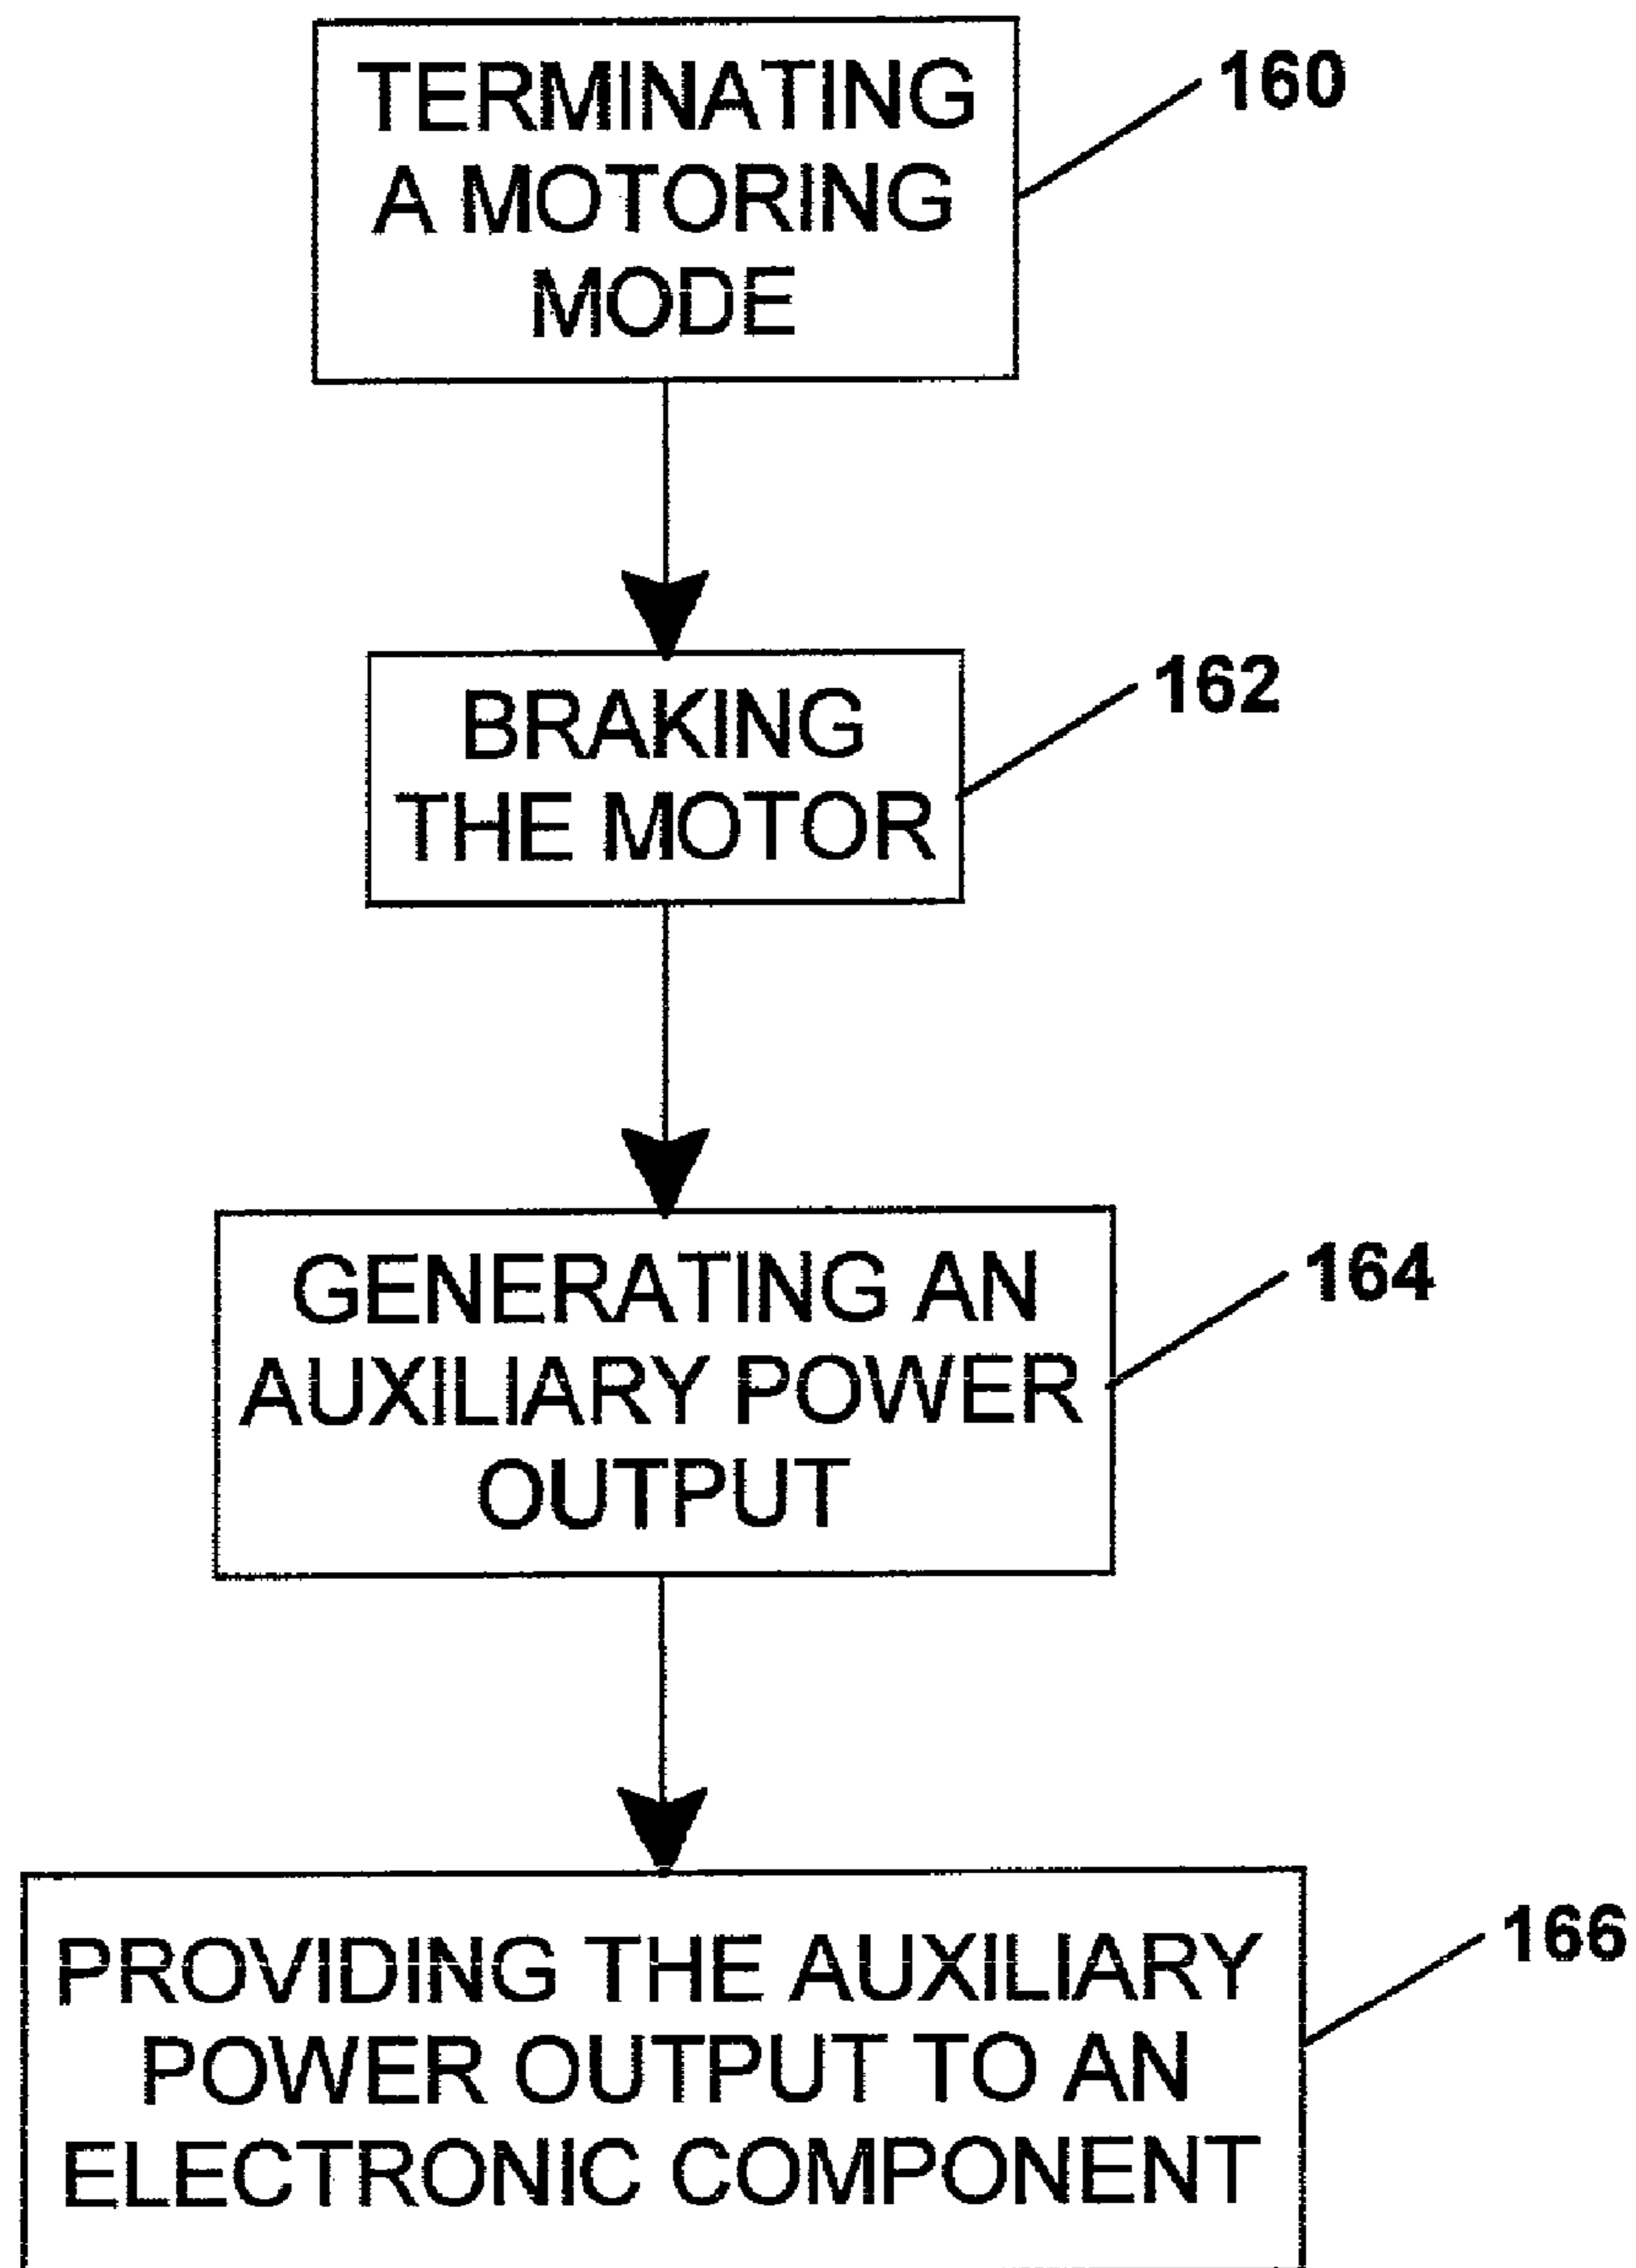 TERMINATING
A MOTORING
MODE
160
BRAKING
THE MOTOR
162
GENERATING AN
AUXILIARY POWER
OUTPUT
164
PROVIDING THE AUXILIARY
POWER OUTPUT TO AN
ELECTRONIC COMPONENT
166